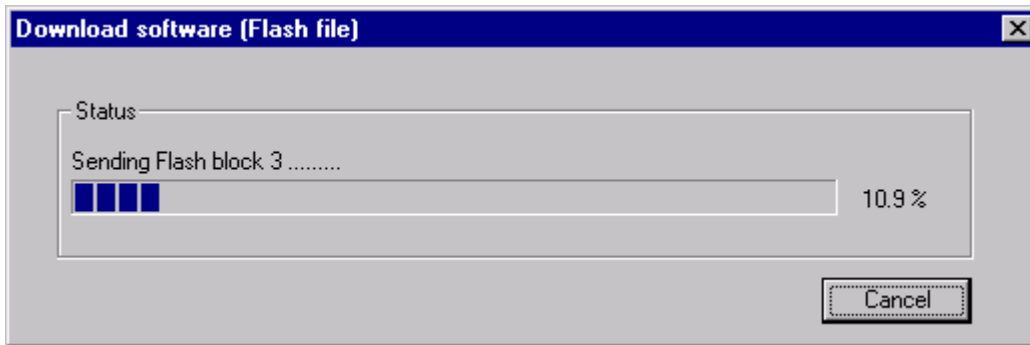 Download software (Flash file)
Status
Sending Flash block 3 .........
10.9 %
Cancel